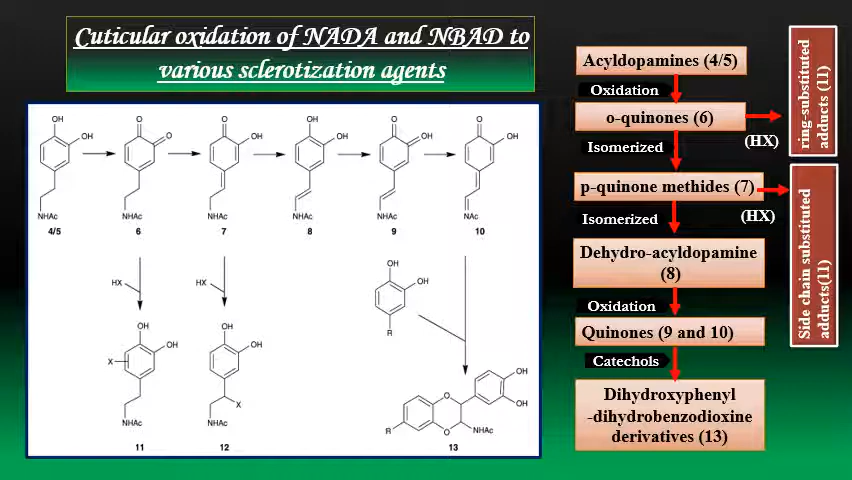 Cuticular oxidation of NADA and NBAD to
various sclerotization agents
OH
OH
NHAc
4/5
O
O
NHAc
6
O
OH
NHAc
7
OH
OH
NHAc
8
O
OH
NHAc
9
O
OH
NAc
10
HX
HX
OH
OH
R
OH
OH
X
NHAc
11
OH
OH
X
NHAc
12
OH
OH
O
O
R
NHAc
13
Acyldopamines (4/5)
Oxidation
o-quinones (6)
(HX)
Isomerized
p-quinone methides (7)
(HX)
Isomerized
Dehydro-acyldopamine
(8)
Oxidation
Quinones (9 and 10)
Catechols
Dihydroxyphenyl
-dihydrobenzodioxine
derivatives (13)
ring-substituted
adducts (11)
Side chain substituted
adducts(11)